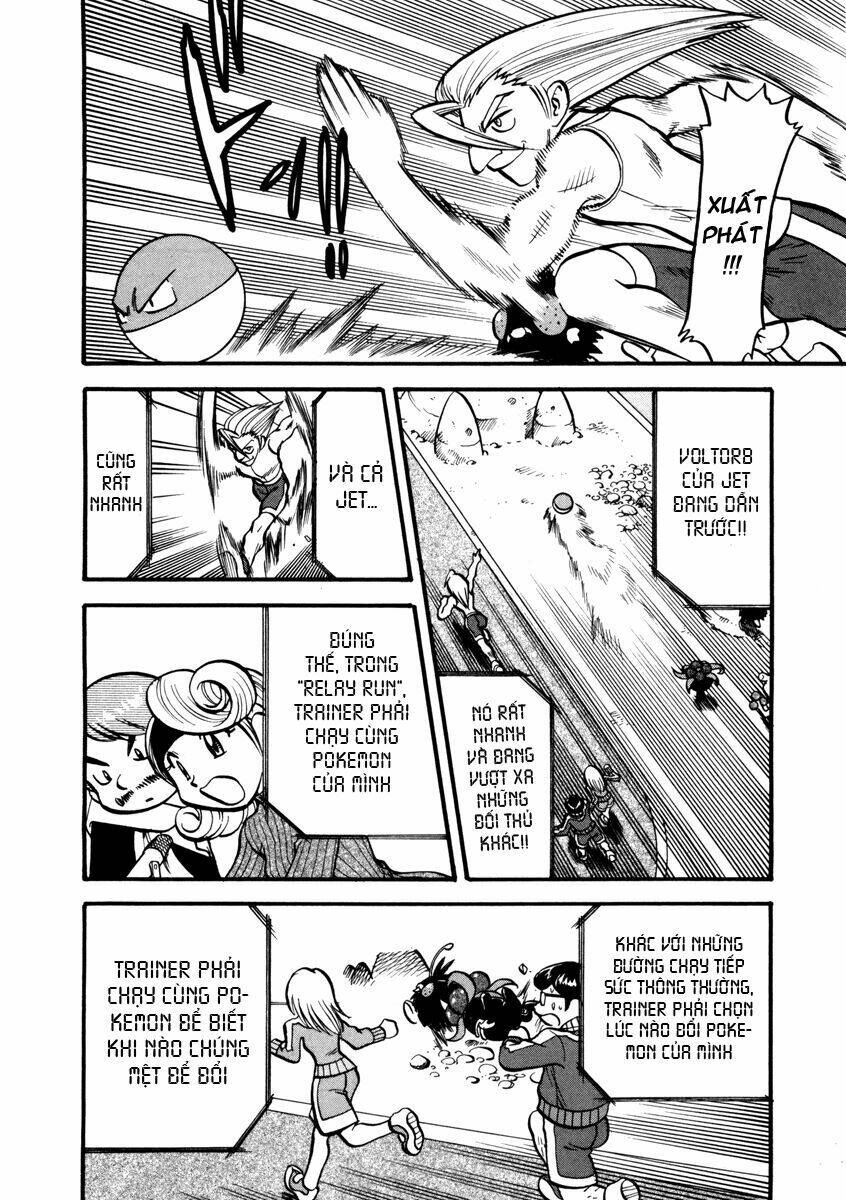 XUẤT
PHÁT
!!!
ドドド!!
VOLTORB
CỦA JET
ĐANG DẪN
TRƯỚC!!
NÓ RẤT
NHANH
VÀ ĐANG
VƯỢT XA
NHỮNG
ĐỐI THỦ
KHÁC!!
VÀ CẢ
JET...
CŨNG
RẤT
NHANH
ĐÚNG
THẾ, TRONG
"RELAY RUN",
TRAINER PHẢI
CHẠY CÙNG
POKEMON
CỦA MÌNH
KHÁC VỚI NHỮNG
ĐƯỜNG CHẠY TIẾP
SỨC THÔNG THƯỜNG,
TRAINER PHẢI CHỌN
LÚC NÀO ĐỔI POKE-
MON CỦA MÌNH
TRAINER PHẢI
CHẠY CÙNG PO-
KEMON ĐỂ BIẾT
KHI NÀO CHÚNG
MỆT ĐỂ ĐỔI